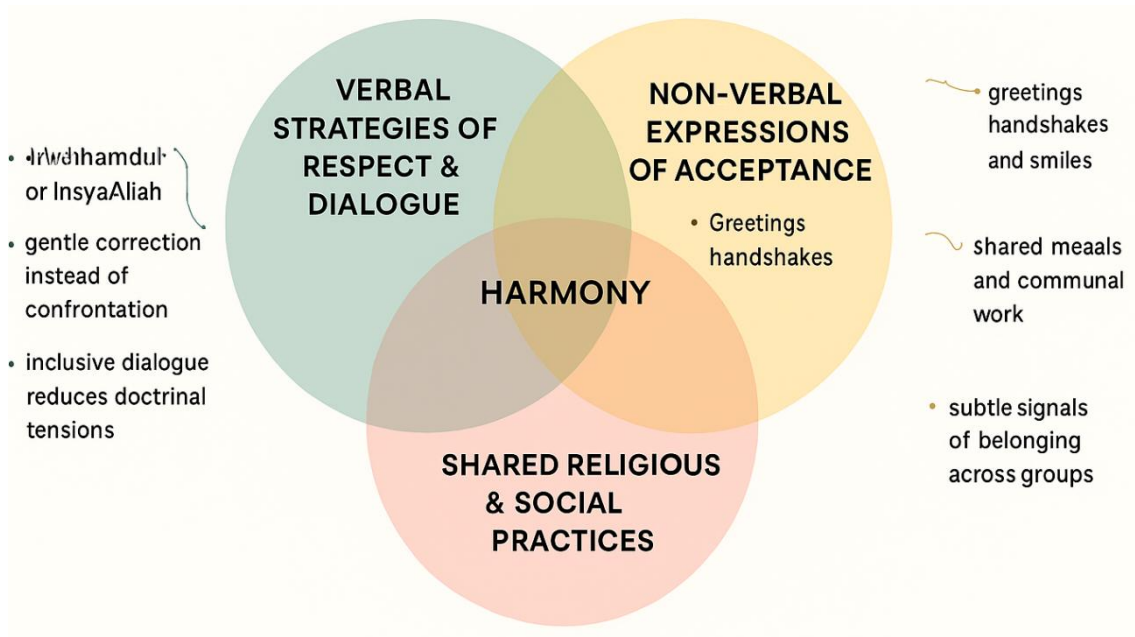 VERBAL
STRATEGIES OF
RESPECT &
DIALOGUE
NON-VERBAL
EXPRESSIONS
OF ACCEPTANCE
• Greetings
handshakes
HARMONY
SHARED RELIGIOUS
& SOCIAL
PRACTICES
or InsyaAliah
• gentle correction
instead of
confrontation
• inclusive dialogue
reduces doctrinal
tensions
greetings
handshakes
and smiles
shared meaals
and communal
work
• subtle signals
of belonging
across groups